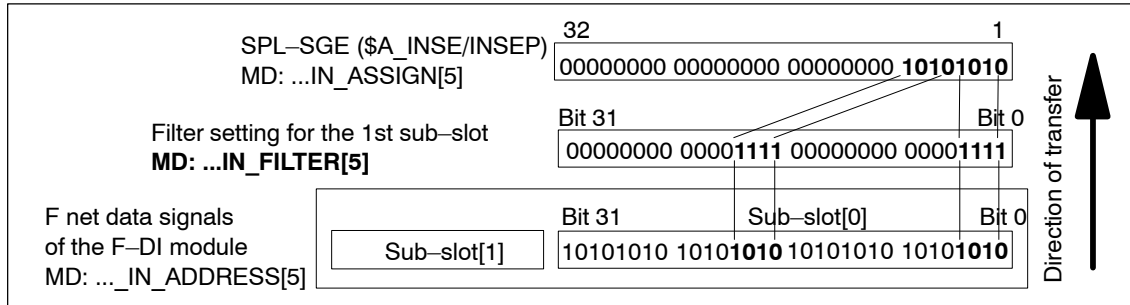 32 1
SPL–SGE ($A_INSE/INSEP)
00000000 00000000 00000000 10101010
MD: ...IN_ASSIGN[5]
Bit 31 Bit 0
Filter setting for the 1st sub–slot
00000000 00001111 00000000 00001111
MD: ...IN_FILTER[5]
F net data signals
Bit 31 Sub–slot[0] Bit 0
of the F–DI module
Sub–slot[1]
10101010 10101010 10101010 10101010
MD: ..._IN_ADDRESS[5]
Direction of transfer